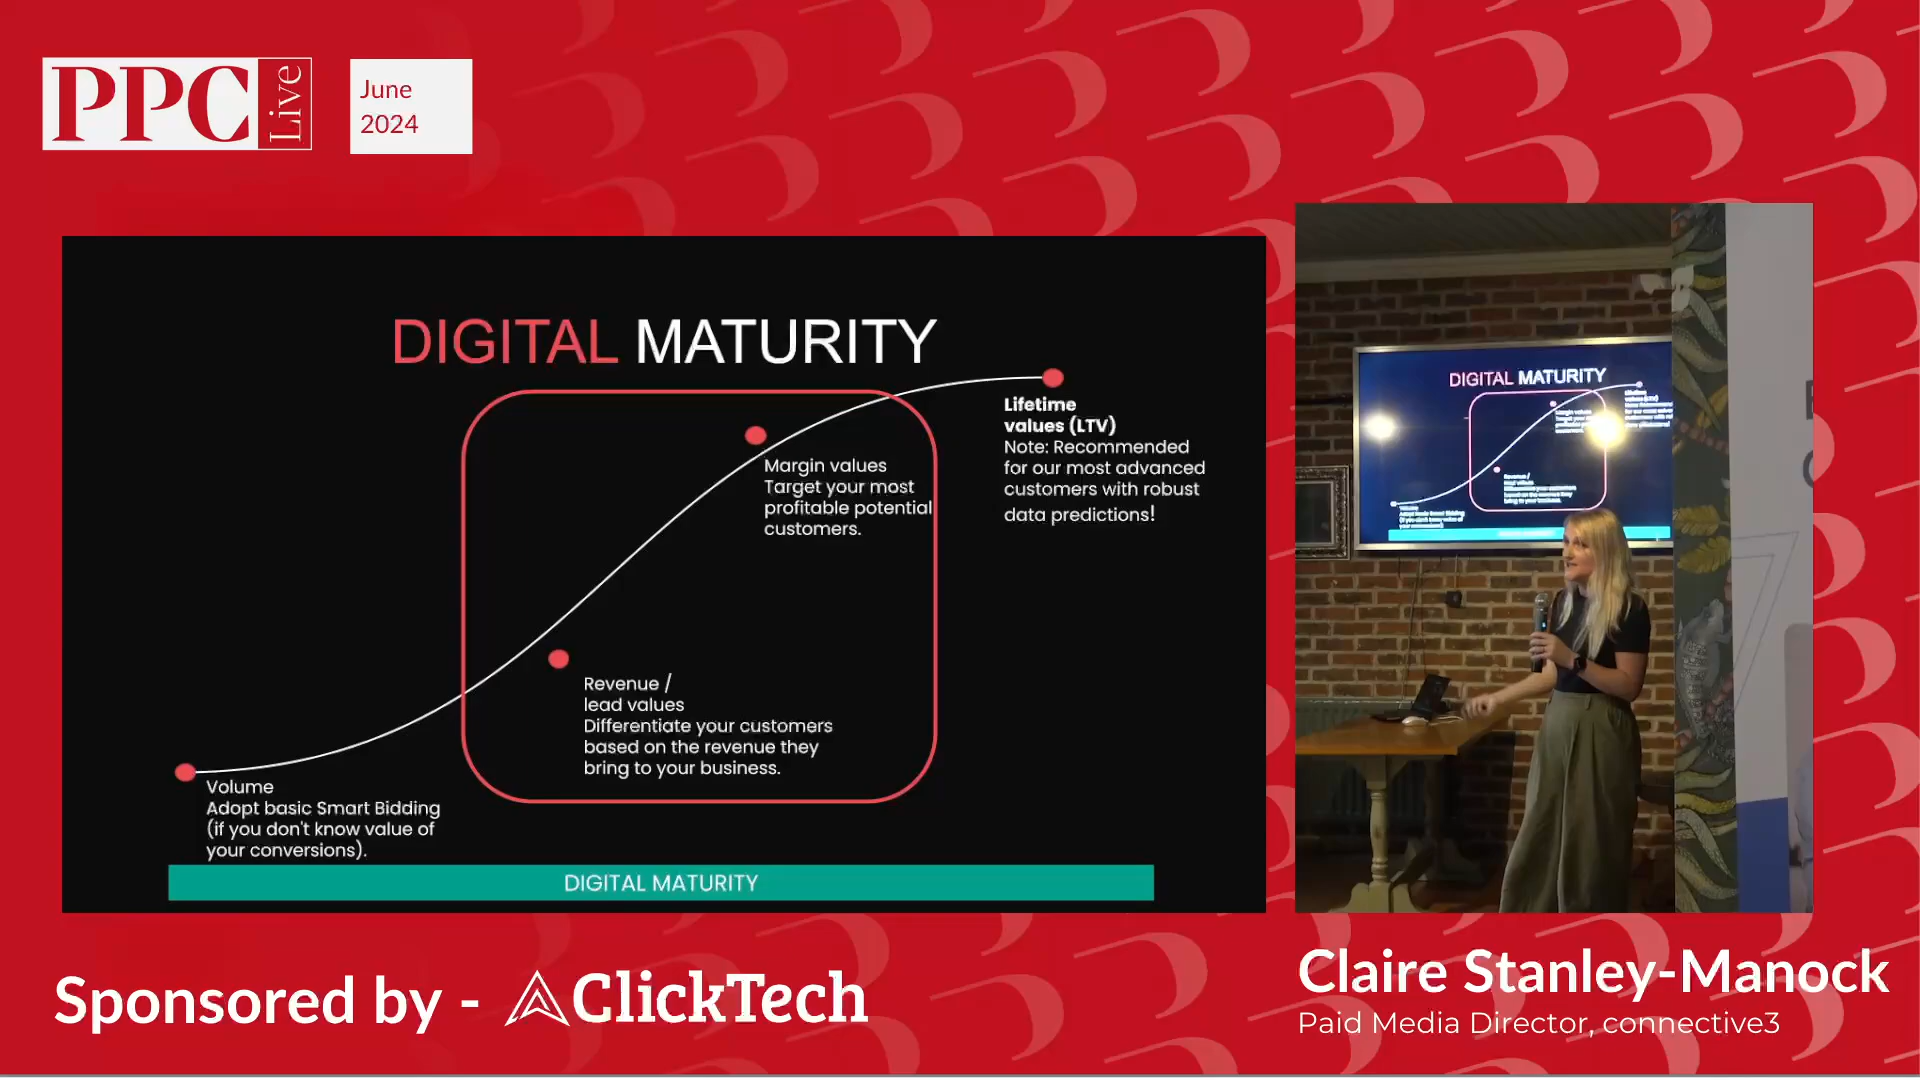 PPC Live
June
2024
DIGITAL MATURITY
Lifetime
values (LTV)
Note: Recommended
for our most advanced
customers with robust
data predictions!
Margin values
Target your most
profitable potential
customers.
Revenue /
lead values
Differentiate your customers
based on the revenue they
bring to your business.
Volume
Adopt basic Smart Bidding
(if you don't know value of
your conversions).
DIGITAL MATURITY
DIGITAL MATURITY
Sponsored by - ClickTech
Claire Stanley-Manock
Paid Media Director, connective3